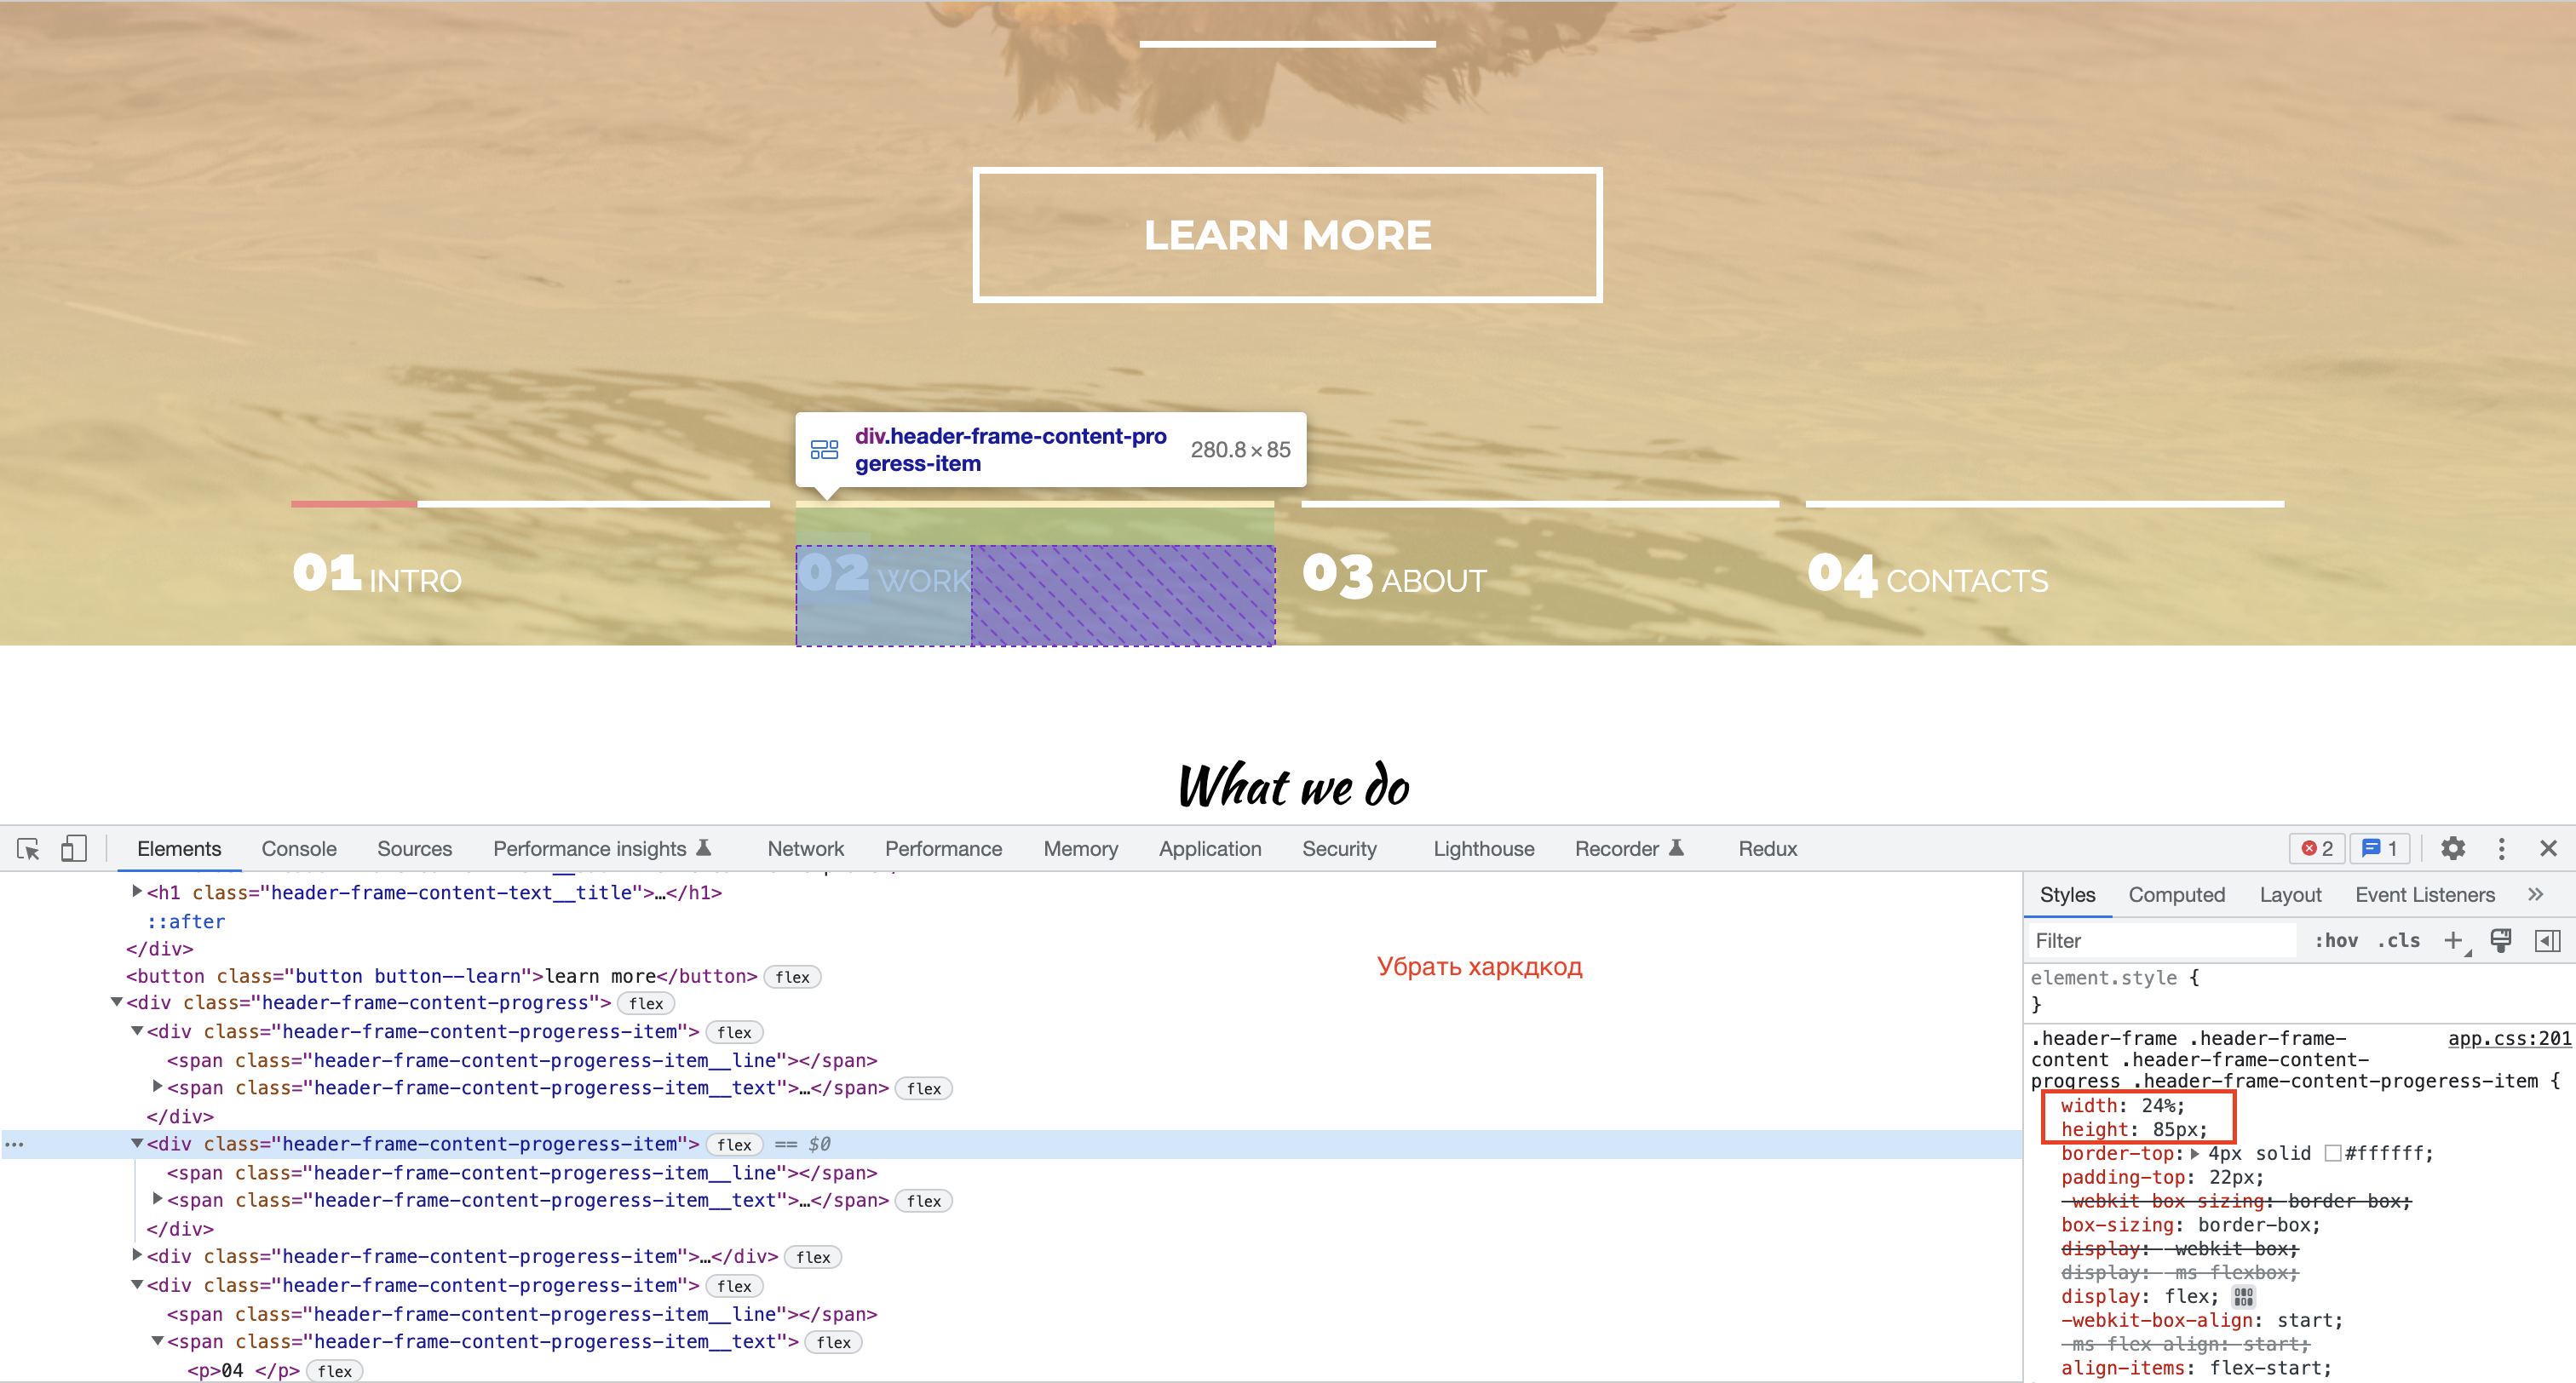 LEARN MORE
div.header-frame-content-pro
geress-item
280.8 × 85
01 INTRO
02 WORK
03 ABOUT
04 CONTACTS
What we do
Elements
Console
Sources
Performance insights
Network
Performance
Memory
Application
Security
Lighthouse
Recorder
Redux
2
1
<h1 class="header-frame-content-text__title">…</h1>
::after
</div>
<button class="button button--learn">learn more</button> flex
<div class="header-frame-content-progress"> flex
<div class="header-frame-content-progeress-item"> flex
<span class="header-frame-content-progeress-item__line"></span>
<span class="header-frame-content-progeress-item__text">…</span> flex
</div>
<div class="header-frame-content-progeress-item"> flex == $0
<span class="header-frame-content-progeress-item__line"></span>
<span class="header-frame-content-progeress-item__text">…</span> flex
</div>
<div class="header-frame-content-progeress-item">…</div> flex
<div class="header-frame-content-progeress-item"> flex
<span class="header-frame-content-progeress-item__line"></span>
<span class="header-frame-content-progeress-item__text"> flex
<p>04 </p> flex
Убрать харкдкод
Styles
Computed
Layout
Event Listeners
Filter
:hov
.cls
element.style {
}
.header-frame .header-frame-
app.css:201
content .header-frame-content-
progress .header-frame-content-progeress-item {
width: 24%;
height: 85px;
border-top: 4px solid #ffffff;
padding-top: 22px;
-webkit-box-sizing: border-box;
box-sizing: border-box;
display: -webkit-box;
display: -ms-flexbox;
display: flex;
-webkit-box-align: start;
-ms-flex-align: start;
align-items: flex-start;